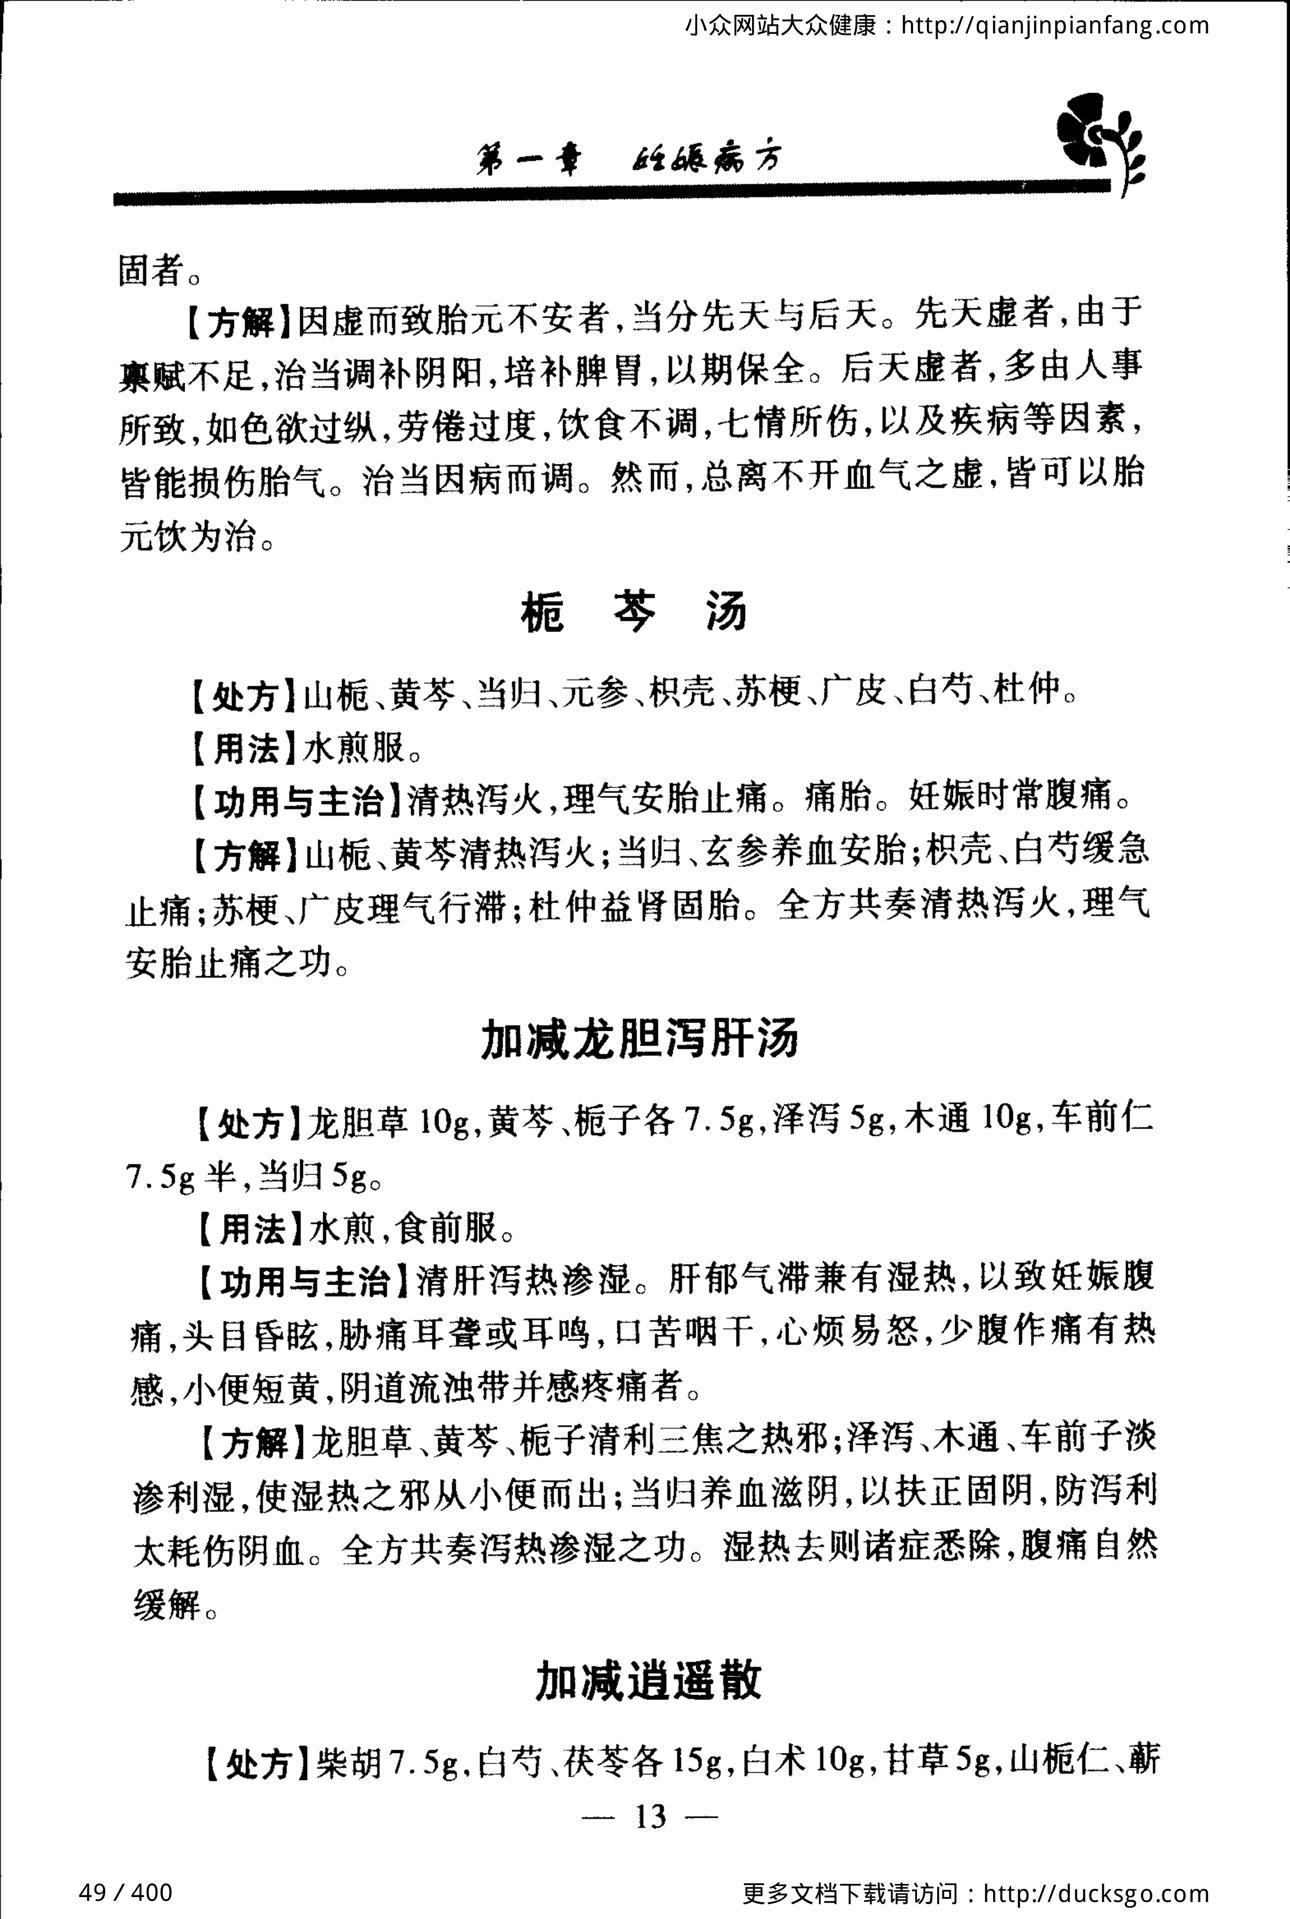 小众网站大众健康：http://qianjinpianfang.com
第一章　妊娠病方
固者。
【方解】因虚而致胎元不安者，当分先天与后天。先天虚者，由于
禀赋不足，治当调补阴阳，培补脾胃，以期保全。后天虚者，多由人事
所致，如色欲过纵，劳倦过度，饮食不调，七情所伤，以及疾病等因素，
皆能损伤胎气。治当因病而调。然而，总离不开血气之虚，皆可以胎
元饮为治。
栀　芩　汤
【处方】山栀、黄芩、当归、元参、枳壳、苏梗、广皮、白芍、杜仲。
【用法】水煎服。
【功用与主治】清热泻火，理气安胎止痛。痛胎。妊娠时常腹痛。
【方解】山栀、黄芩清热泻火；当归、玄参养血安胎；枳壳、白芍缓急
止痛；苏梗、广皮理气行滞；杜仲益肾固胎。全方共奏清热泻火，理气
安胎止痛之功。
加减龙胆泻肝汤
【处方】龙胆草 10g，黄芩、栀子各 7.5g，泽泻 5g，木通 10g，车前仁
7.5g 半，当归 5g。
【用法】水煎，食前服。
【功用与主治】清肝泻热渗湿。肝郁气滞兼有湿热，以致妊娠腹
痛，头目昏眩，胁痛耳聋或耳鸣，口苦咽干，心烦易怒，少腹作痛有热
感，小便短黄，阴道流浊带并感疼痛者。
【方解】龙胆草、黄芩、栀子清利三焦之热邪；泽泻、木通、车前子淡
渗利湿，使湿热之邪从小便而出；当归养血滋阴，以扶正固阴，防泻利
太耗伤阴血。全方共奏泻热渗湿之功。湿热去则诸症悉除，腹痛自然
缓解。
加减逍遥散
【处方】柴胡 7.5g，白芍、茯苓各 15g，白术 10g，甘草 5g，山栀仁、蕲
— 13 —
49 / 400
更多文档下载请访问：http://ducksgo.com